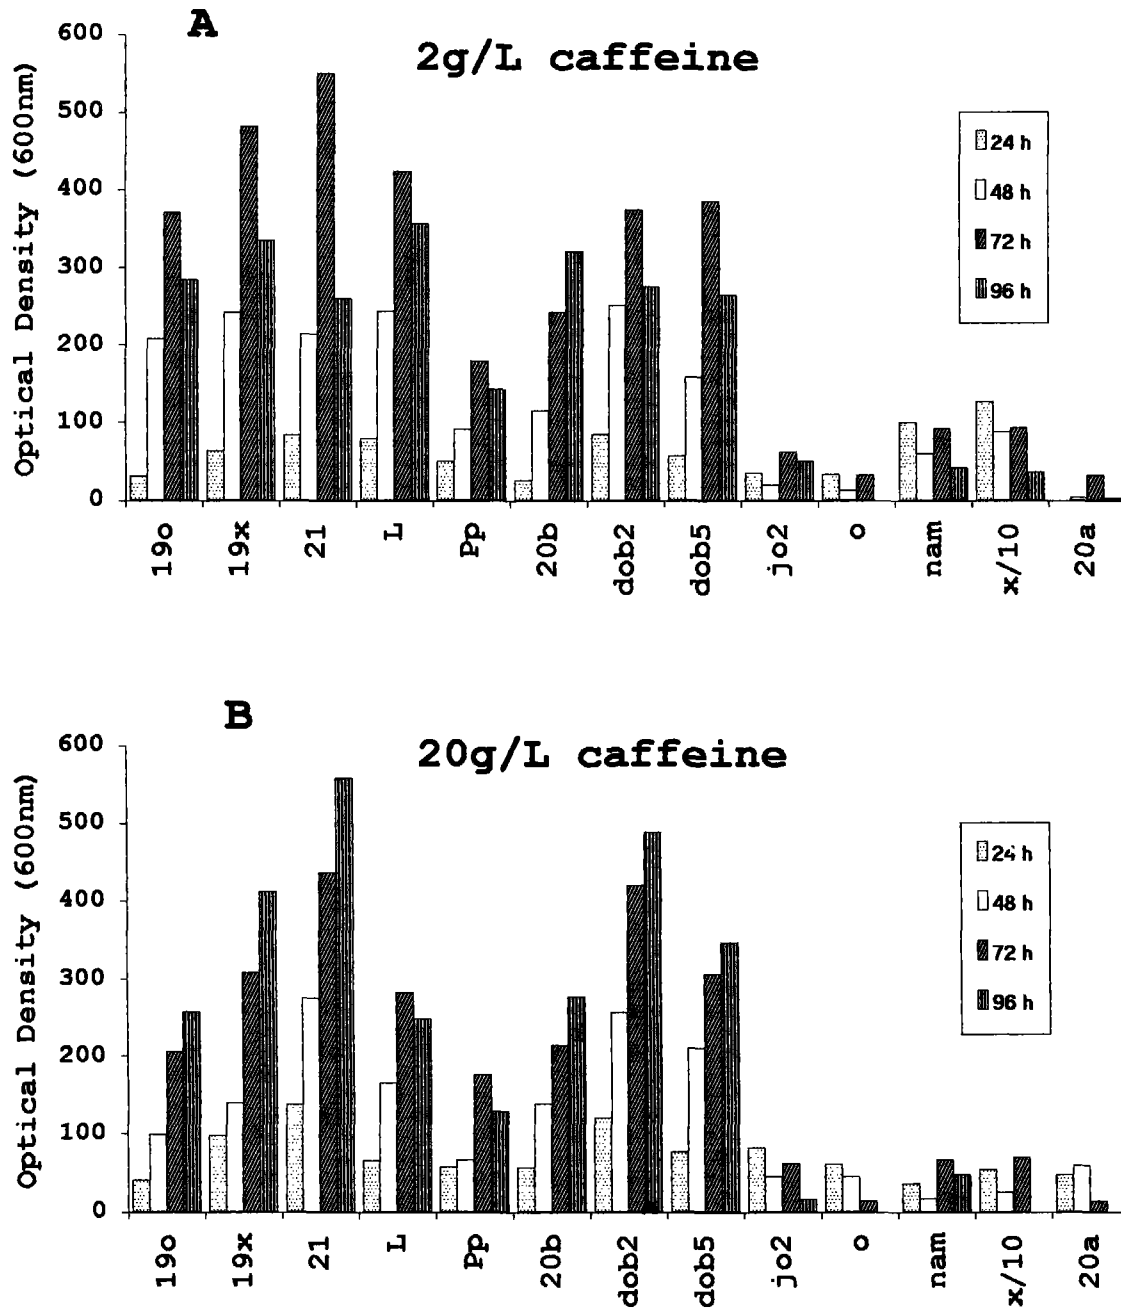 A
2g/L caffeine
Optical Density (600nm)
600
500
400
300
200
100
0
24 h
48 h
72 h
96 h
19o
19x
21
L
Pp
20b
dob2
dob5
jo2
o
nam
x/10
20a
B
20g/L caffeine
Optical Density (600nm)
600
500
400
300
200
100
0
24 h
48 h
72 h
96 h
19o
19x
21
L
Pp
20b
dob2
dob5
jo2
o
nam
x/10
20a